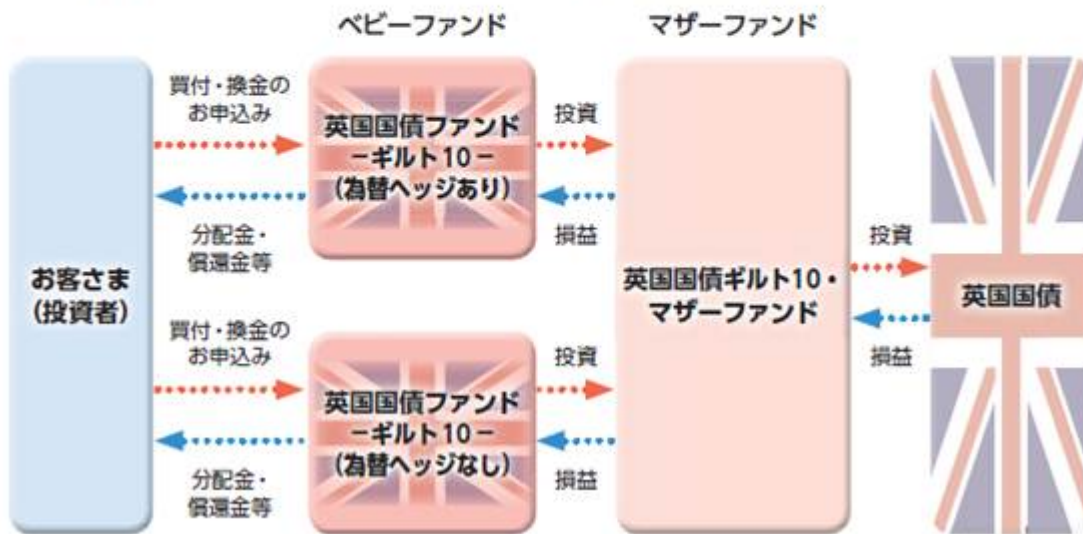 ベビーファンド
マザーファンド
お客さま
(投資者)
買付・換金の
お申込み
分配金・
償還金等
英国国債ファンド
－ギルト10－
(為替ヘッジあり)
投資
損益
買付・換金の
お申込み
分配金・
償還金等
英国国債ファンド
－ギルト10－
(為替ヘッジなし)
投資
損益
英国国債ギルト10・
マザーファンド
投資
損益
英国国債